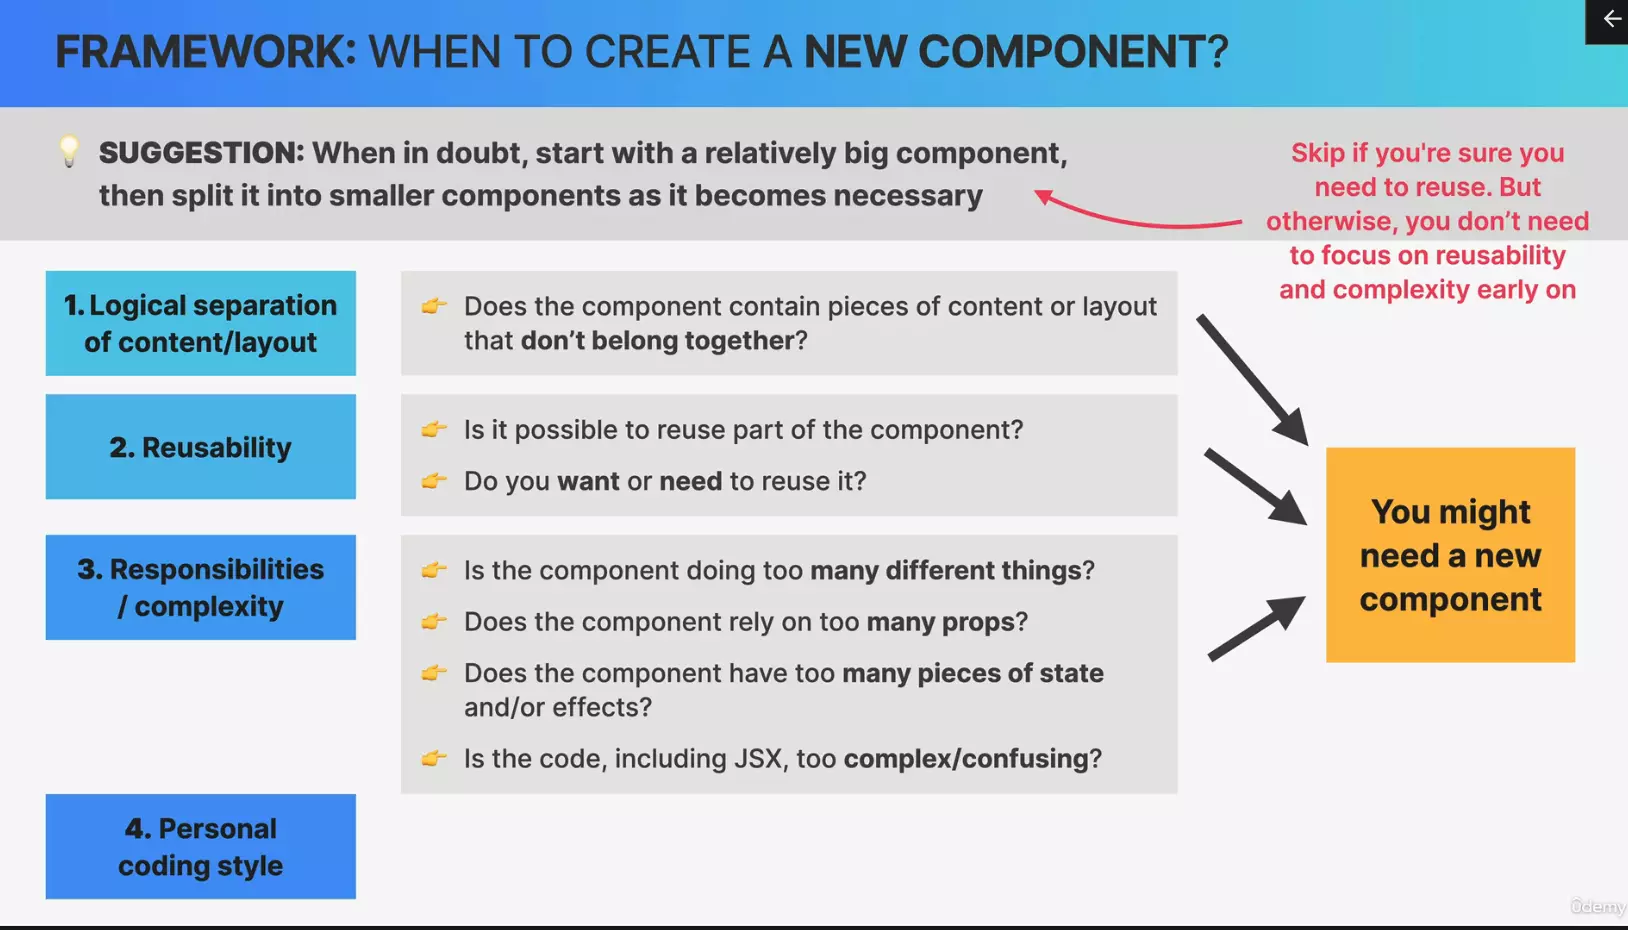 FRAMEWORK: WHEN TO CREATE A NEW COMPONENT?
SUGGESTION: When in doubt, start with a relatively big component,
then split it into smaller components as it becomes necessary
Skip if you're sure you
need to reuse. But
otherwise, you don’t need
to focus on reusability
and complexity early on
1. Logical separation
of content/layout
Does the component contain pieces of content or layout
that don’t belong together?
2. Reusability
Is it possible to reuse part of the component?
Do you want or need to reuse it?
3. Responsibilities
/ complexity
Is the component doing too many different things?
Does the component rely on too many props?
Does the component have too many pieces of state
and/or effects?
Is the code, including JSX, too complex/confusing?
You might
need a new
component
4. Personal
coding style
ûdemy